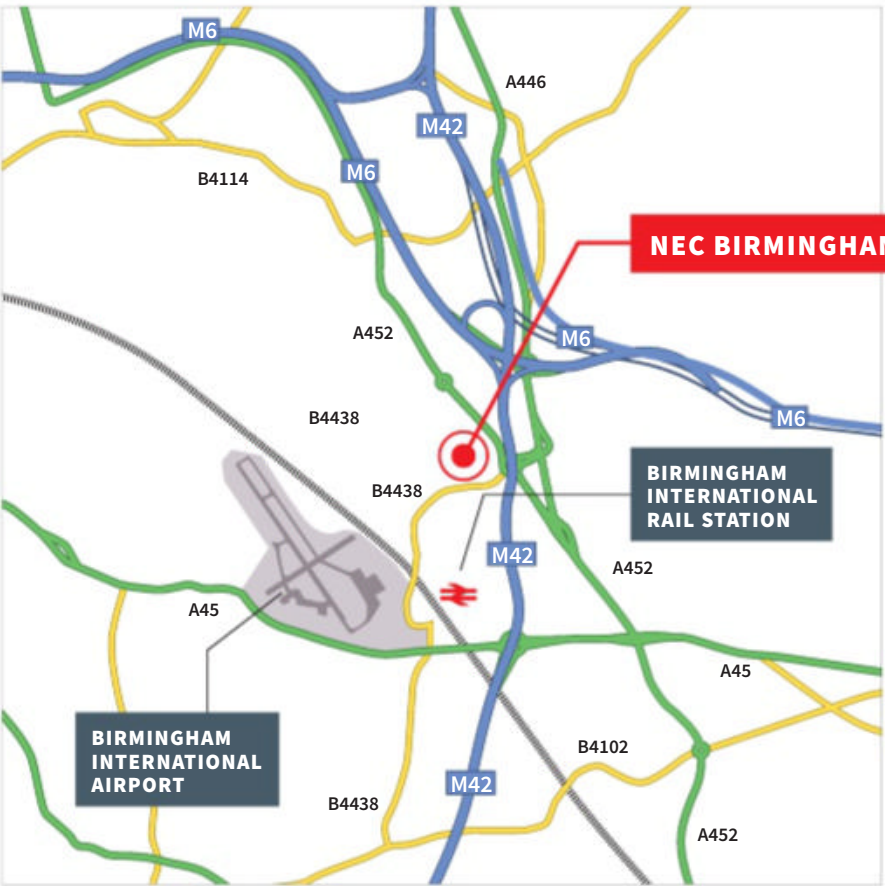 M6
A446
M42
M6
B4114
NEC BIRMINGHAM
A452
M6
B4438
M6
BIRMINGHAM
INTERNATIONAL
RAIL STATION
B4438
M42
A452
A45
A45
BIRMINGHAM
INTERNATIONAL
AIRPORT
B4102
M42
B4438
A452